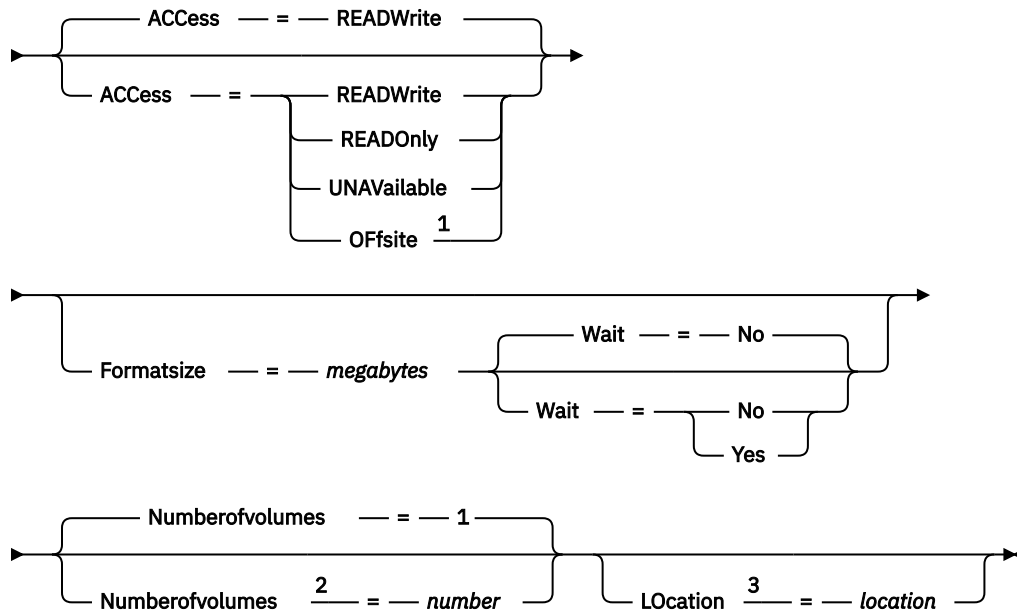 ACCess = READWrite
ACCess = READWrite
READOnly
UNAVailable
OFfsite 1
Wait = No
Formatsize = megabytes
Wait = No
Yes
Numberofvolumes = 1
Numberofvolumes 2 = number
LOcation 3 = location